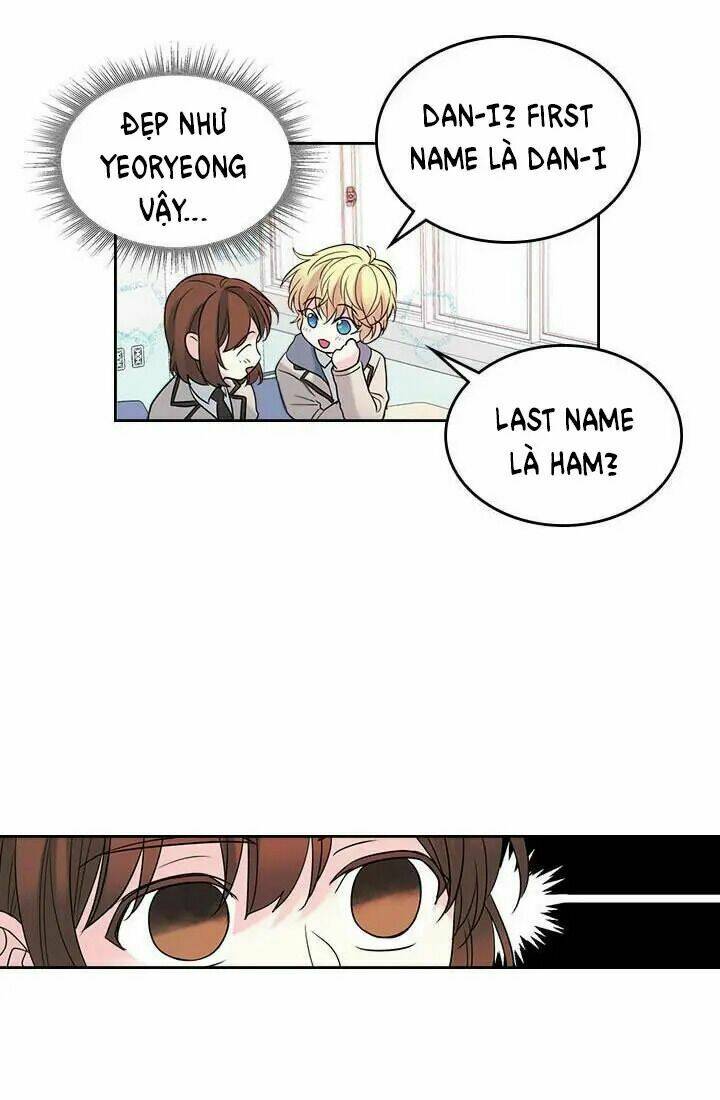 ĐẸP NHƯ
YEORYEONG
VẬY...
DAN-I? FIRST
NAME LÀ DAN-I
LAST NAME
LÀ HAM?